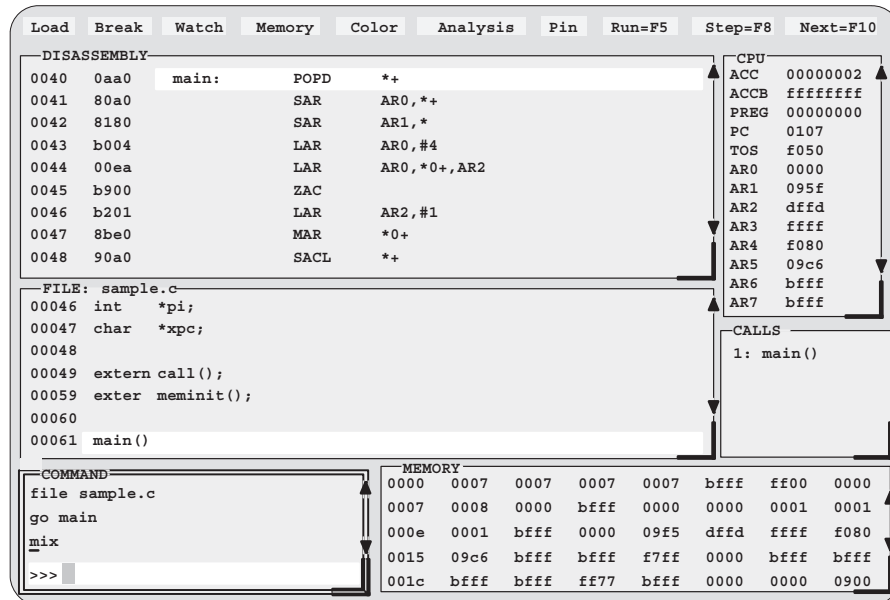 Load Break Watch Memory Color Analysis Pin Run=F5 Step=F8 Next=F10
DISASSEMBLY
0040 0aa0 main: POPD *+
0041 80a0 SAR AR0,*+
0042 8180 SAR AR1,*
0043 b004 LAR AR0,#4
0044 00ea LAR AR0,*0+,AR2
0045 b900 ZAC
0046 b201 LAR AR2,#1
0047 8be0 MAR *0+
0048 90a0 SACL *+
CPU
ACC 00000002
ACCB ffffffff
PREG 00000000
PC 0107
TOS f050
AR0 0000
AR1 095f
AR2 dffd
AR3 ffff
AR4 f080
AR5 09c6
AR6 bfff
AR7 bfff
FILE: sample.c
00046 int *pi;
00047 char *xpc;
00048
00049 extern call();
00059 exter meminit();
00060
00061 main()
CALLS
1: main()
COMMAND
file sample.c
go main
mix
>>>
MEMORY
0000 0007 0007 0007 0007 bfff ff00 0000
0007 0008 0000 bfff 0000 0000 0001 0001
000e 0001 bfff 0000 09f5 dffd ffff f080
0015 09c6 bfff bfff f7ff 0000 bfff bfff
001c bfff bfff ff77 bfff 0000 0000 0900